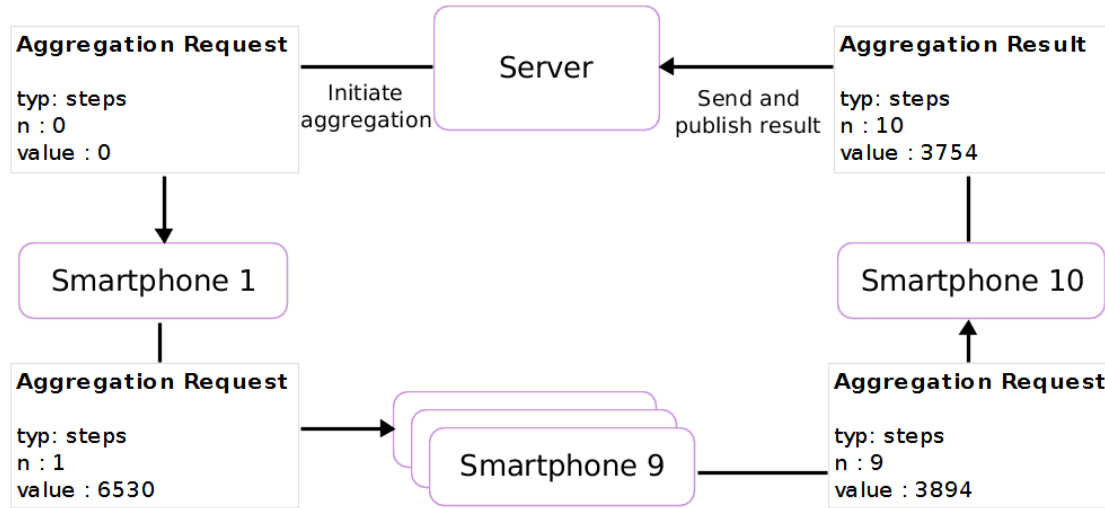 Aggregation Request
typ: steps
n : 0
value : 0
Initiate
aggregation
Server
Send and
publish result
Aggregation Result
typ: steps
n : 10
value : 3754
Smartphone 1
Smartphone 10
Aggregation Request
typ: steps
n : 1
value : 6530
Smartphone 9
Aggregation Request
typ: steps
n : 9
value : 3894